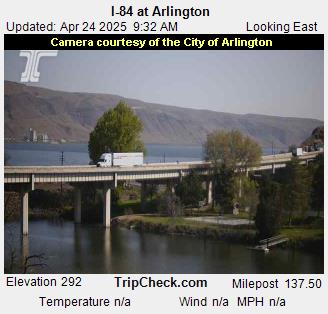 I-84 at Arlington
Updated: Apr 24 2025 9:32 AM Looking East
Camera courtesy of the City of Arlington
Elevation 292 TripCheck.com Milepost 137.50
Temperature n/a Wind n/a MPH n/a